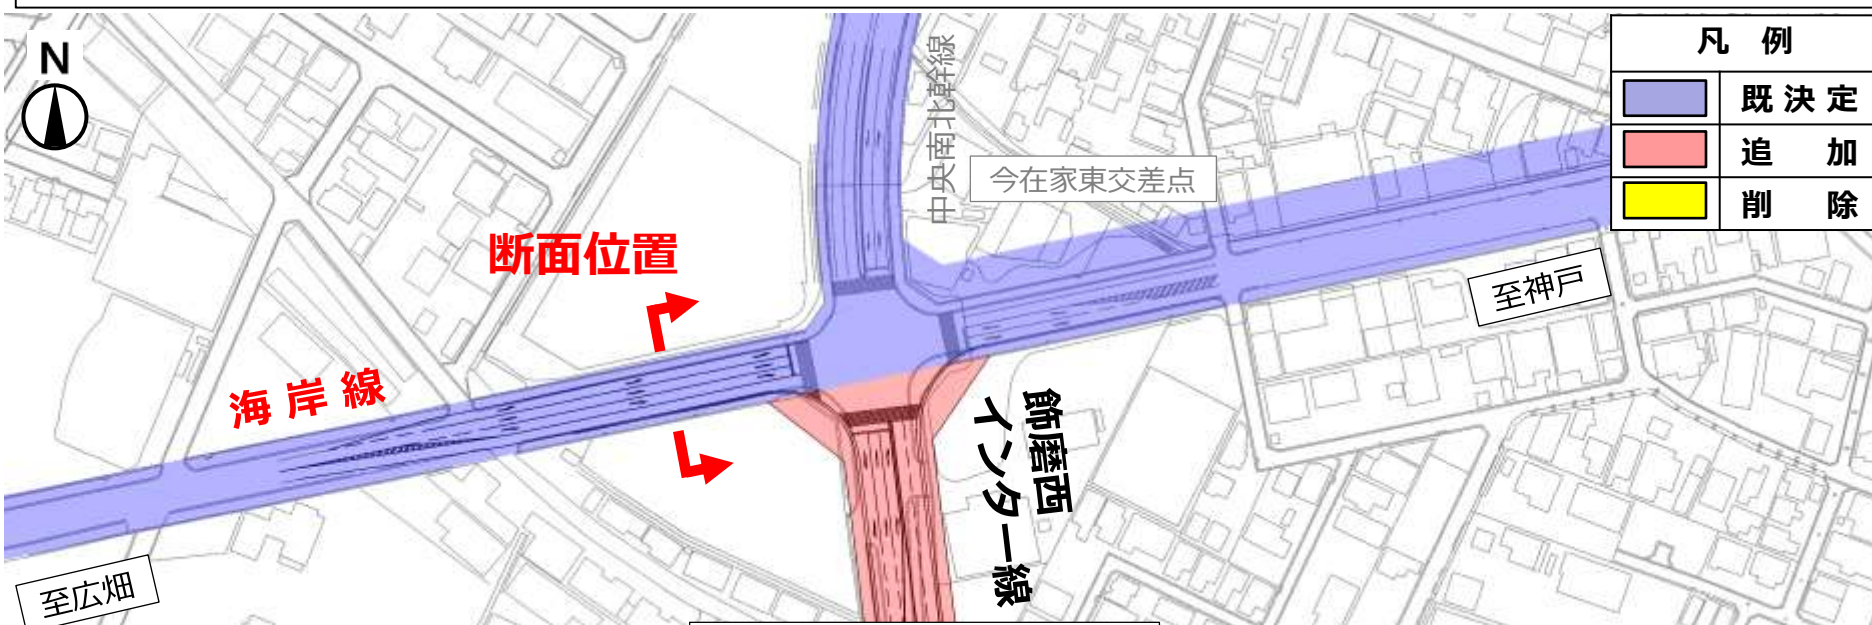 N
中央南北幹線
今在家東交差点
凡 例
既決定
追 加
削 除
断面位置
至神戸
海岸線
飾磨西
インター線
至広畑